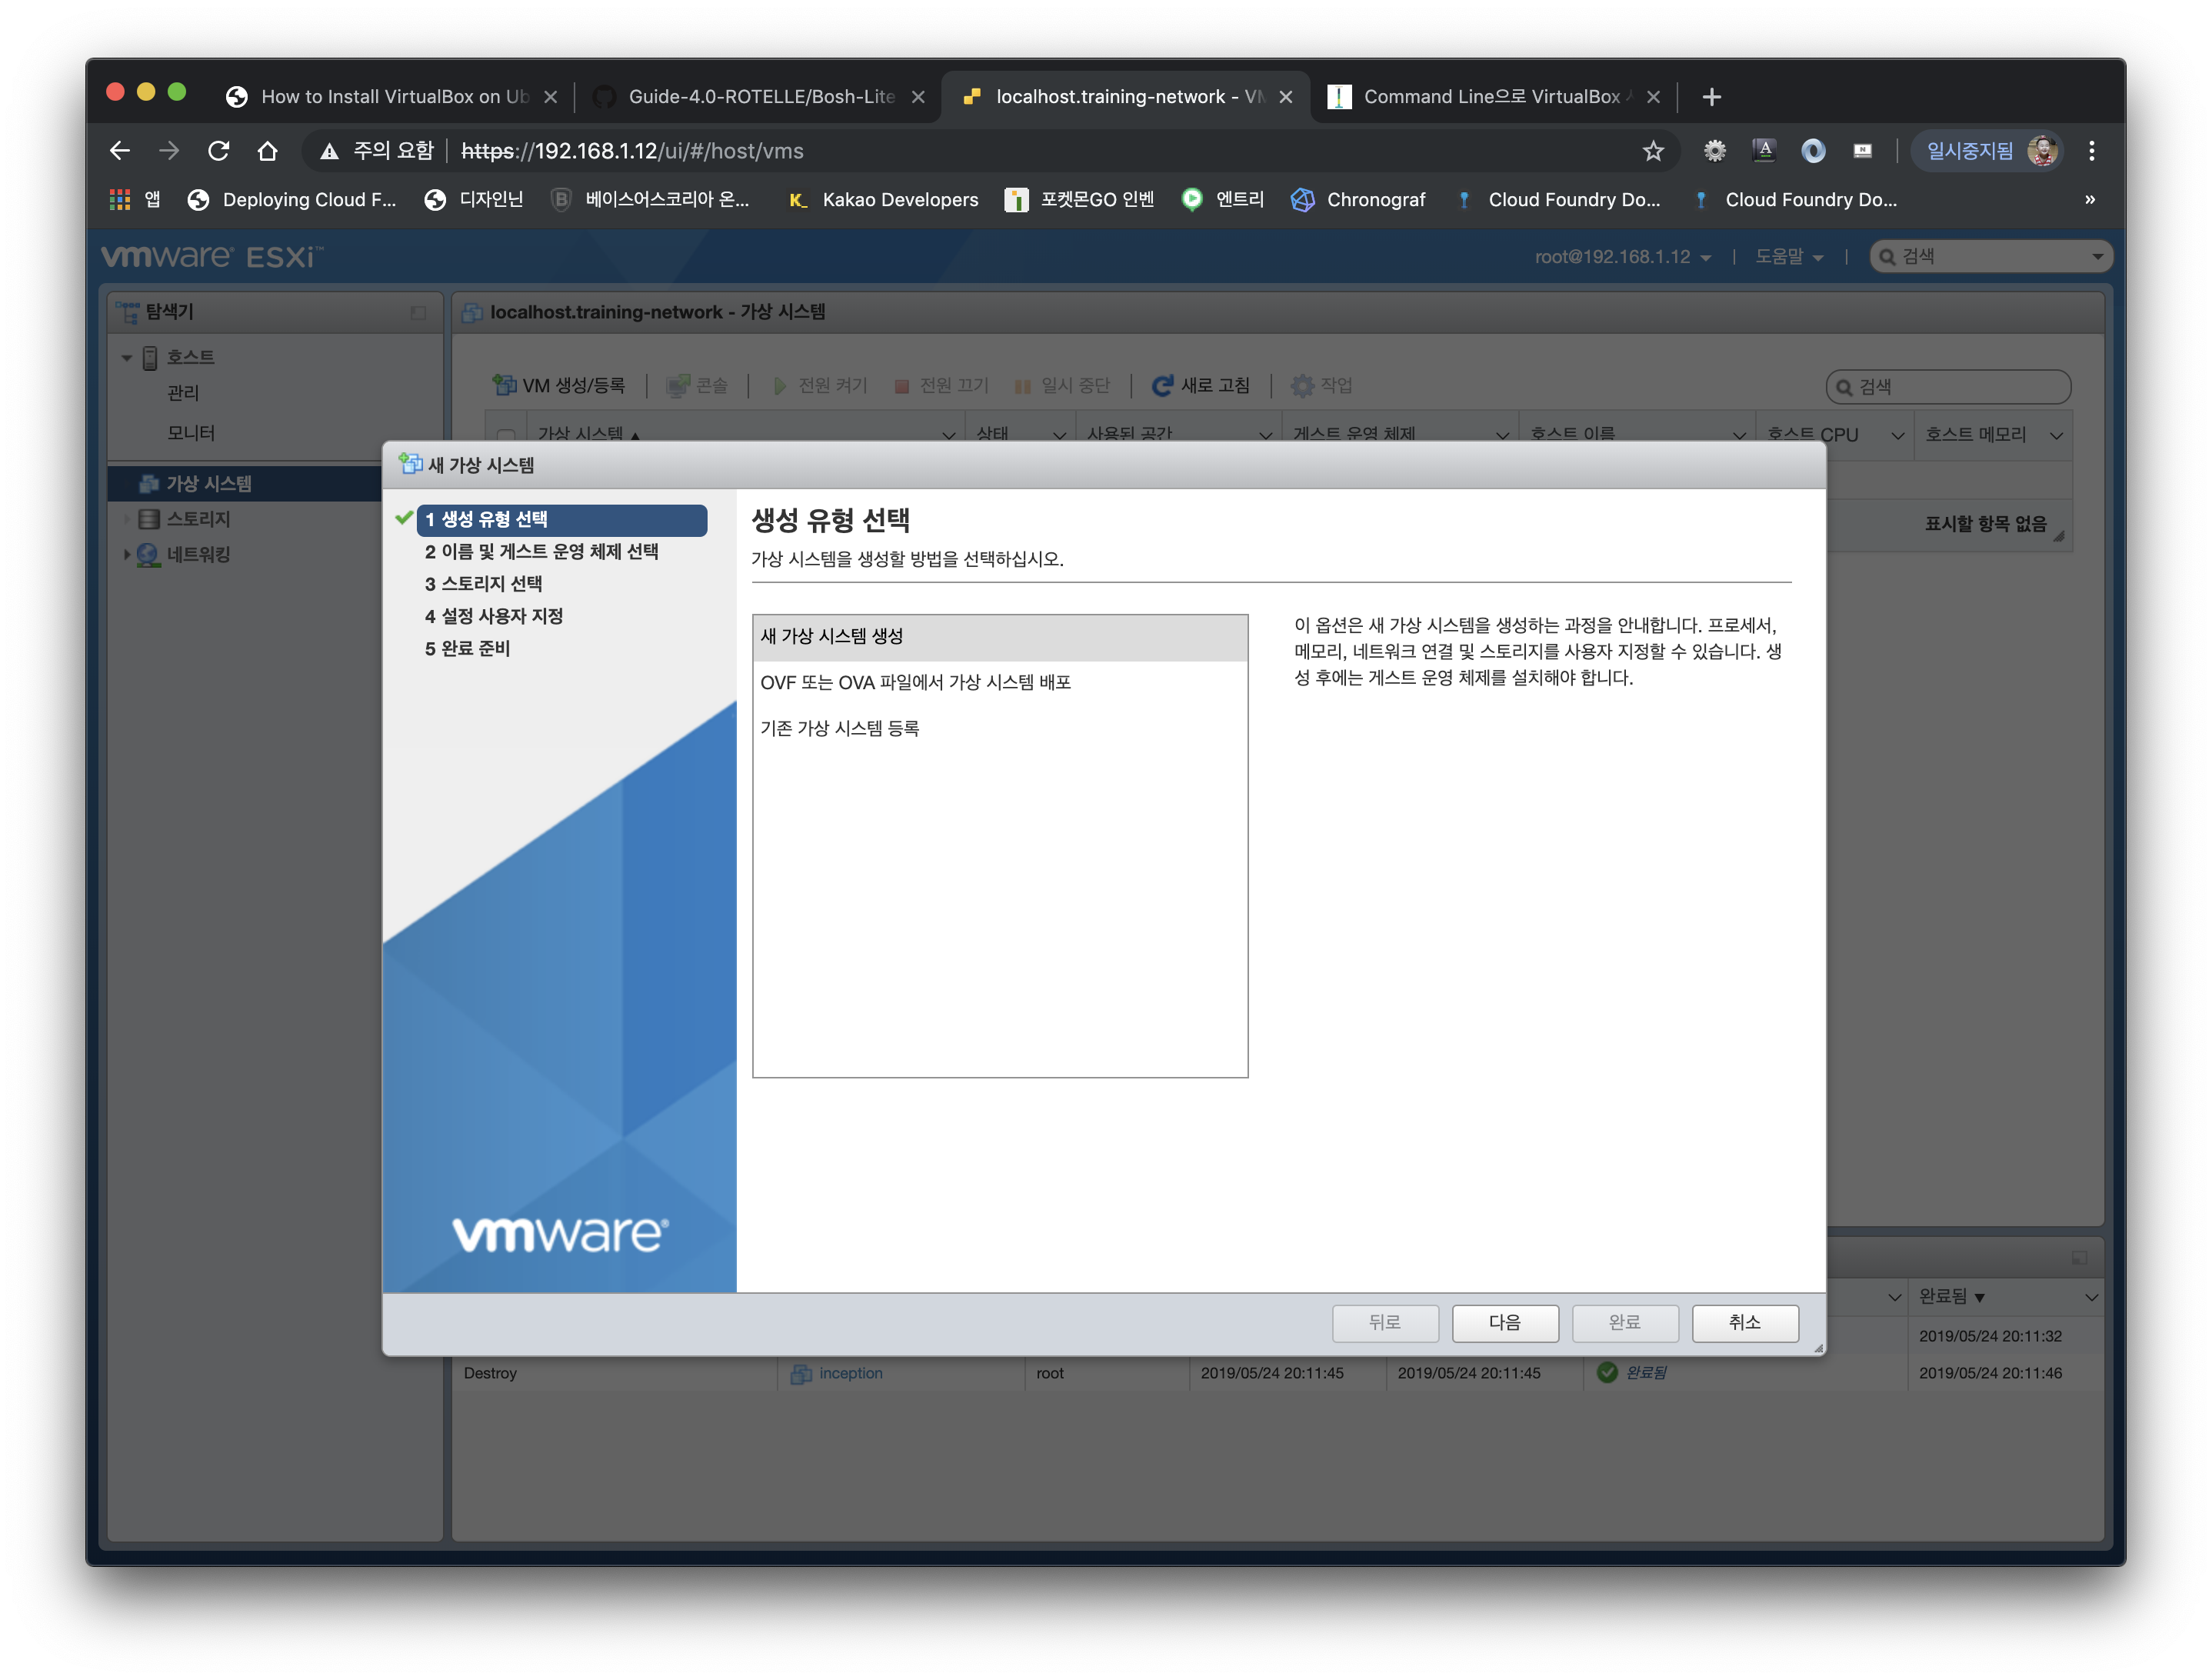 How to Install VirtualBox on Ub
Guide-4.0-ROTELLE/Bosh-Lite
localhost.training-network - VM
Command Line으로 VirtualBox
주의 요함 https://192.168.1.12/ui/#/host/vms
일시중지됨
앱 Deploying Cloud F... 디자인넌 베이스어스코리아 온... Kakao Developers 포켓몬GO 인벤 엔트리 Chronograf Cloud Foundry Do... Cloud Foundry Do... »
vmware® ESXi™
root@192.168.1.12 | 도움말 | 검색
탐색기
호스트
관리
모니터
가상 시스템
스토리지
네트워킹
localhost.training-network - 가상 시스템
VM 생성/등록 콘솔 전원 켜기 전원 끄기 일시 중단 새로 고침 작업 검색
가상 시스템 상태 사용된 공간 게스트 운영 체제 호스트 이름 호스트 CPU 호스트 메모리
표시할 항목 없음
새 가상 시스템
1 생성 유형 선택
2 이름 및 게스트 운영 체제 선택
3 스토리지 선택
4 설정 사용자 지정
5 완료 준비
vmware®
생성 유형 선택
가상 시스템을 생성할 방법을 선택하십시오.
새 가상 시스템 생성
OVF 또는 OVA 파일에서 가상 시스템 배포
기존 가상 시스템 등록
이 옵션은 새 가상 시스템을 생성하는 과정을 안내합니다. 프로세서,
메모리, 네트워크 연결 및 스토리지를 사용자 지정할 수 있습니다. 생
성 후에는 게스트 운영 체제를 설치해야 합니다.
뒤로 다음 완료 취소
완료됨 ▼
2019/05/24 20:11:32
Destroy inception root 2019/05/24 20:11:45 2019/05/24 20:11:45 완료됨 2019/05/24 20:11:46